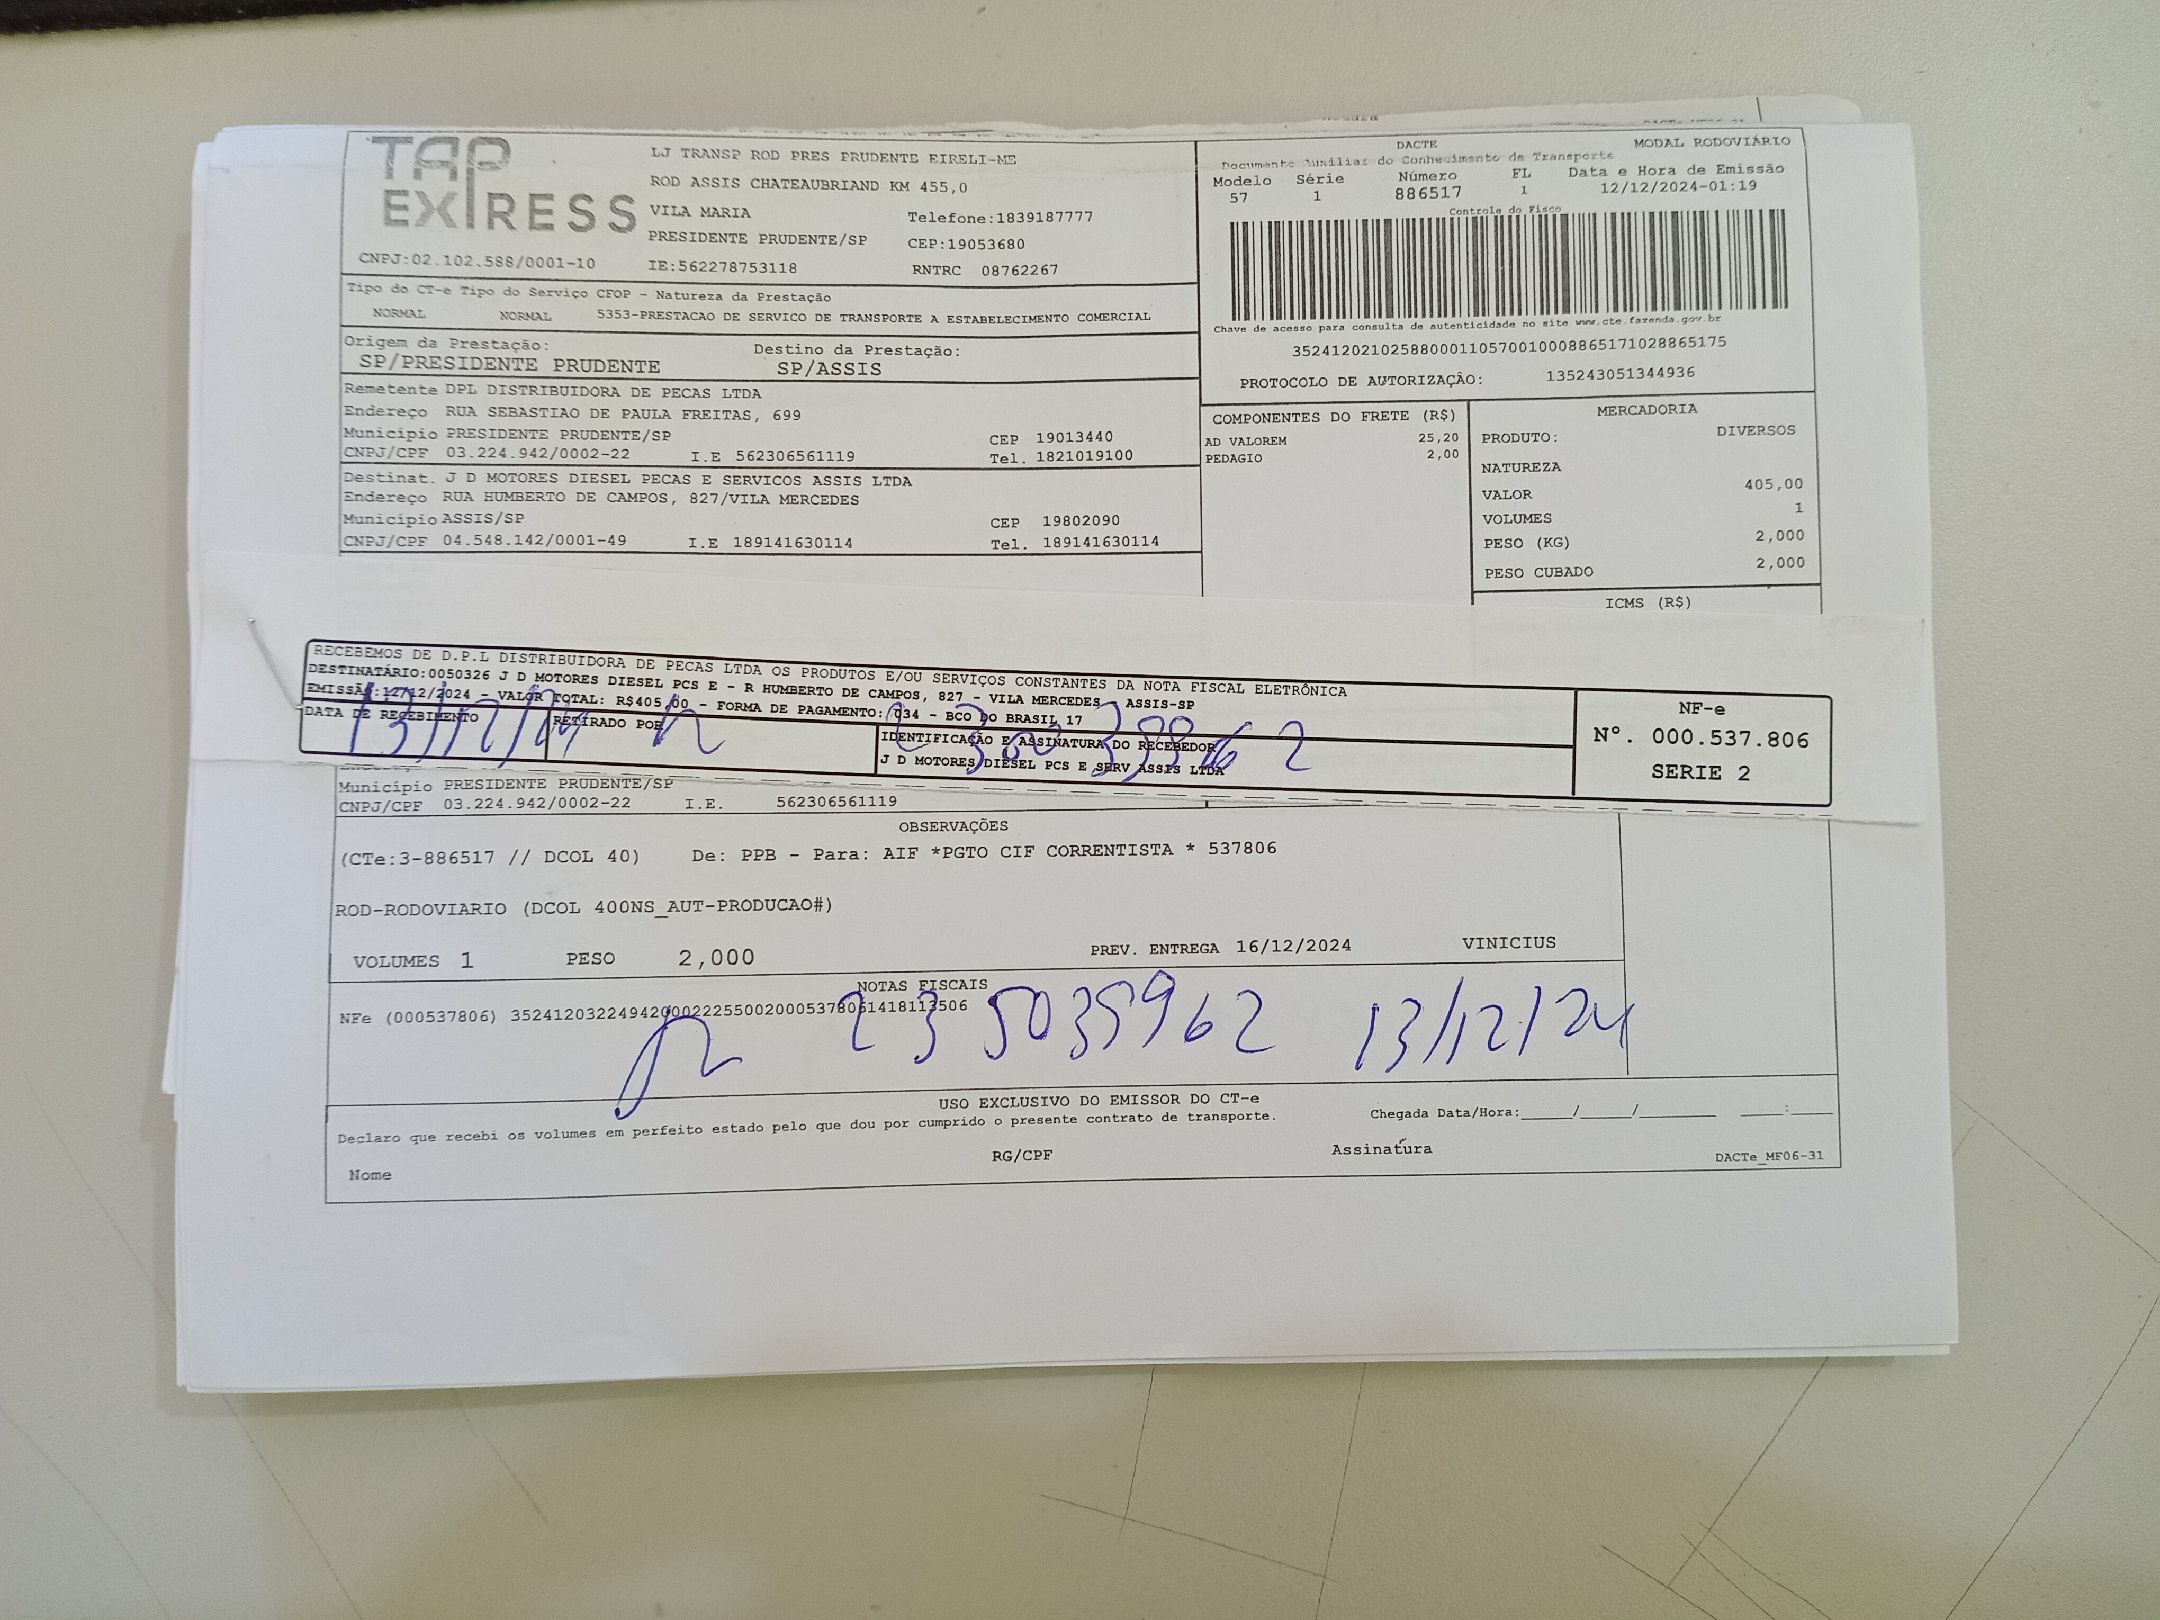 TAP
EXPRESS
LJ TRANSP ROD PRES PRUDENTE EIRELI-ME
ROD ASSIS CHATEAUBRIAND KM 455,0
VILA MARIA Telefone:1839187777
PRESIDENTE PRUDENTE/SP CEP:19053680
CNPJ:02.102.588/0001-10 IE:562278753118 RNTRC 08762267
DACTE MODAL RODOVIÁRIO
Documento Auxiliar do Conhecimento de Transporte
Modelo Série Número FL Data e Hora de Emissão
57 1 886517 1 12/12/2024-01:19
Controle do Fisco
Chave de acesso para consulta de autenticidade no site www.cte.fazenda.gov.br
35241202102588000110570010008865171028865175
PROTOCOLO DE AUTORIZAÇÃO: 135243051344936
Tipo do CT-e Tipo do Serviço CFOP - Natureza da Prestação
NORMAL NORMAL 5353-PRESTACAO DE SERVICO DE TRANSPORTE A ESTABELECIMENTO COMERCIAL
Origem da Prestação: Destino da Prestação:
SP/PRESIDENTE PRUDENTE SP/ASSIS
Remetente DPL DISTRIBUIDORA DE PECAS LTDA
Endereço RUA SEBASTIAO DE PAULA FREITAS, 699
Município PRESIDENTE PRUDENTE/SP CEP 19013440
CNPJ/CPF 03.224.942/0002-22 I.E 562306561119 Tel. 1821019100
Destinat. J D MOTORES DIESEL PECAS E SERVICOS ASSIS LTDA
Endereço RUA HUMBERTO DE CAMPOS, 827/VILA MERCEDES
Município ASSIS/SP CEP 19802090
CNPJ/CPF 04.548.142/0001-49 I.E 189141630114 Tel. 189141630114
COMPONENTES DO FRETE (R$)
AD VALOREM 25,20
PEDAGIO 2,00
MERCADORIA
PRODUTO: DIVERSOS
NATUREZA
VALOR 405,00
VOLUMES 1
PESO (KG) 2,000
PESO CUBADO 2,000
ICMS (R$)
RECEBEMOS DE D.P.L DISTRIBUIDORA DE PECAS LTDA OS PRODUTOS E/OU SERVIÇOS CONSTANTES DA NOTA FISCAL ELETRÔNICA
DESTINATÁRIO:0050326 J D MOTORES DIESEL PCS E - R HUMBERTO DE CAMPOS, 827 - VILA MERCEDES - ASSIS-SP
EMISSÃO:12/12/2024 - VALOR TOTAL: R$405,00 - FORMA DE PAGAMENTO: 034 - BCO DO BRASIL 17
DATA DE RECEBIMENTO RETIRADO POR IDENTIFICAÇÃO E ASSINATURA DO RECEBEDOR
13/12/24
J D MOTORES DIESEL PCS E SERV ASSIS LTDA
NF-e
Nº. 000.537.806
SERIE 2
Município PRESIDENTE PRUDENTE/SP
CNPJ/CPF 03.224.942/0002-22 I.E. 562306561119
OBSERVAÇÕES
(CTe:3-886517 // DCOL 40) De: PPB - Para: AIF *PGTO CIF CORRENTISTA * 537806
ROD-RODOVIARIO (DCOL 400NS_AUT-PRODUCAO#)
VOLUMES 1 PESO 2,000 PREV. ENTREGA 16/12/2024 VINICIUS
NOTAS FISCAIS
NFe (000537806) 35241203224942000222550020005378061418113506
23 5035962 13/12/24
USO EXCLUSIVO DO EMISSOR DO CT-e
Declaro que recebi os volumes em perfeito estado pelo que dou por cumprido o presente contrato de transporte. Chegada Data/Hora:____/____/______ ___:___
Nome RG/CPF Assinatura DACTe_MF06-31